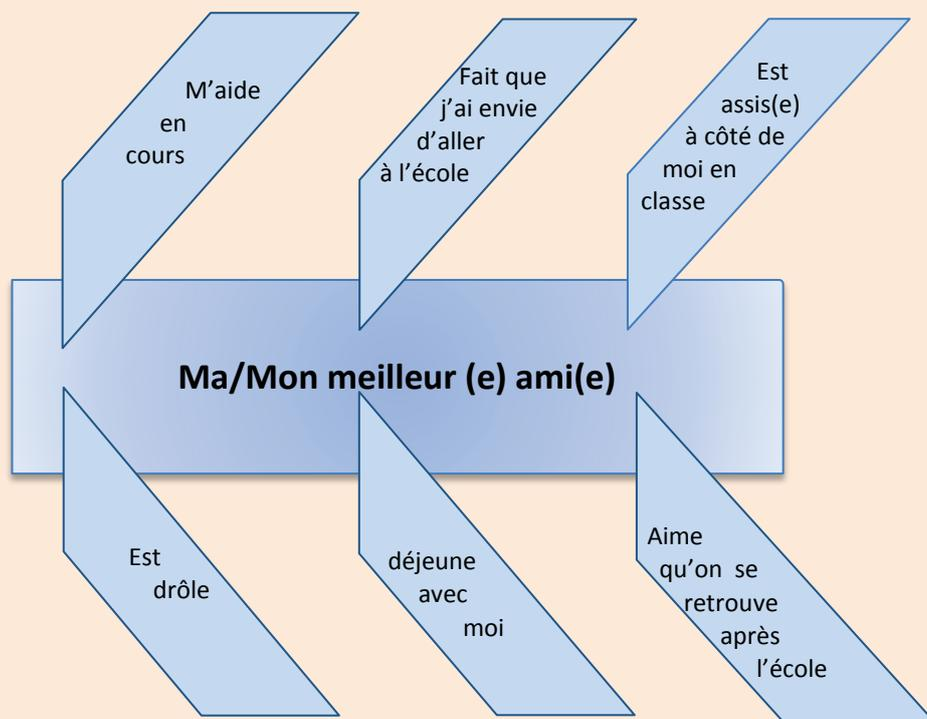 M'aide
en
cours
Fait que
j'ai envie
d'aller
à l'école
Est
assis(e)
à côté de
moi en
classe
Ma/Mon meilleur (e) ami(e)
Est
drôle
déjeune
avec
moi
Aime
qu'on se
retrouve
après
l'école